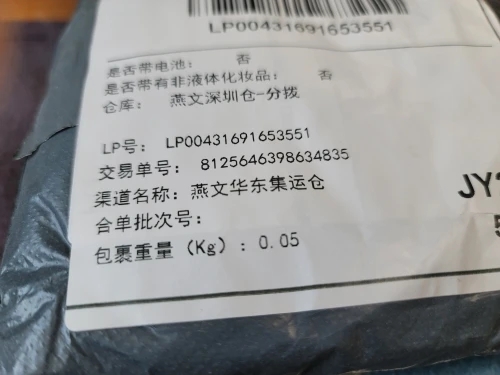 LP00431691653551
是否带电池： 否
是否带有非液体化妆品： 否
仓库： 燕文深圳仓-分拨
LP号： LP00431691653551
交易单号： 8125646398634835
渠道名称： 燕文华东集运仓
JY
合单批次号：
包裹重量（Kg）: 0.05